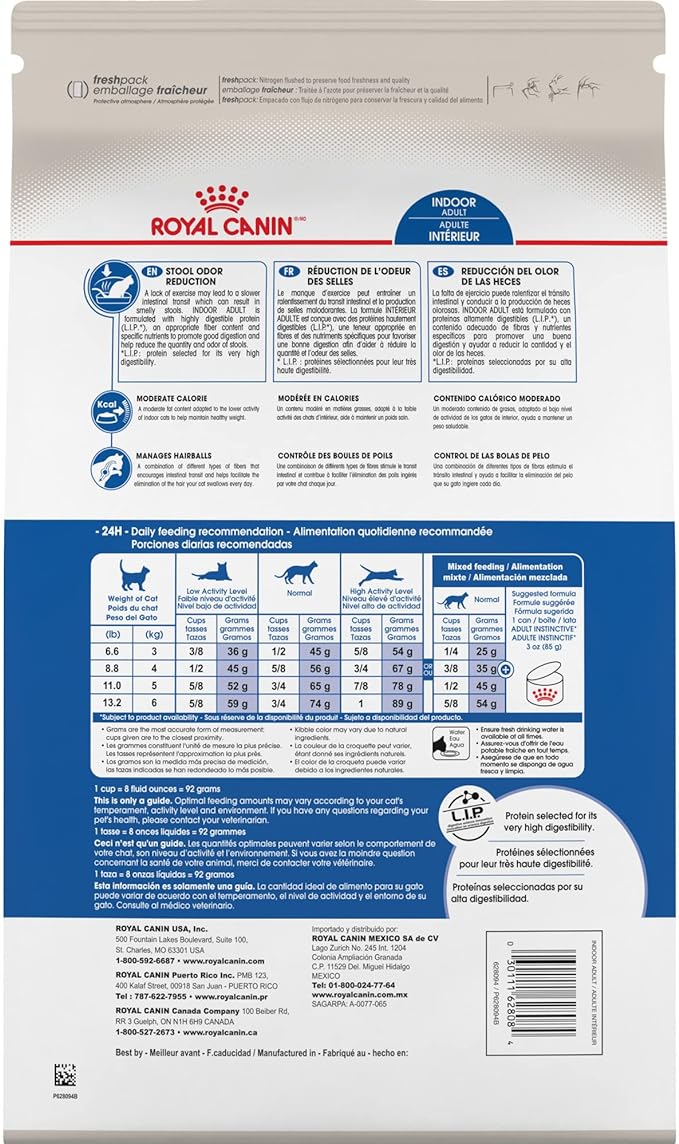 freshpack
emballage fraîcheur
Protective atmosphere / Atmosphère protégée
freshpack: Nitrogen flushed to preserve food freshness and quality
emballage fraîcheur : Traitée à l'azote pour préserver la fraîcheur et la qualité
freshpack: Empacado con flujo de nitrógeno para conservar la frescura y calidad del alimento
ROYAL CANIN
INDOOR
ADULT
ADULTE
INTÉRIEUR
EN STOOL ODOR
REDUCTION
A lack of exercise may lead to a slower
intestinal transit which can result in
smelly stools. INDOOR ADULT is
formulated with highly digestible protein
(L.I.P.*), an appropriate fiber content and
specific nutrients to promote good digestion and
help reduce the quantity and odor of stools.
*L.I.P.: protein selected for its very high
digestibility.
FR RÉDUCTION DE L'ODEUR
DES SELLES
Le manque d'exercice peut entraîner un
ralentissement du transit intestinal et la production
de selles malodorantes. La formule INTÉRIEUR
ADULTE est conçue avec des protéines hautement
digestibles (L.I.P.*), une teneur appropriée en
fibres et des nutriments spécifiques pour favoriser
une bonne digestion afin d'aider à réduire la
quantité et l'odeur des selles.
* L.I.P. : protéines sélectionnées pour leur très
haute digestibilité.
ES REDUCCIÓN DEL OLOR
DE LAS HECES
La falta de ejercicio puede ralentizar el tránsito
intestinal y conducir a la producción de heces
olorosas. INDOOR ADULT está formulado con
proteínas altamente digestibles (L.I.P.*), un
contenido adecuado de fibras y nutrientes
específicos para promover una buena
digestión y ayudar a reducir la cantidad y el
olor de las heces.
*L.I.P.: proteínas seleccionadas por su alta
digestibilidad.
Kcal
MODERATE CALORIE
A moderate fat content adapted to the lower activity
of indoor cats to help maintain healthy weight.
MODÉRÉE EN CALORIES
Un contenu modéré en matières grasses, adapté à la faible
activité des chats d'intérieur, aide à maintenir un poids sain.
CONTENIDO CALÓRICO MODERADO
Un moderado contenido de grasas, adaptado al bajo nivel
de actividad de los gatos de interior, ayuda a mantener un
peso saludable.
MANAGES HAIRBALLS
A combination of different types of fibers that
encourages intestinal transit and helps facilitate the
elimination of the hair your cat swallows every day.
CONTRÔLE DES BOULES DE POILS
Une combinaison de différents types de fibres stimule le transit
intestinal et contribue à faciliter l'élimination des poils ingérés
par votre chat chaque jour.
CONTROL DE LAS BOLAS DE PELO
Una combinación de diferentes tipos de fibras estimula el
tránsito intestinal y ayuda a facilitar la eliminación del pelo
que su gato ingiere cada día.
- 24H - Daily feeding recommendation - Alimentation quotidienne recommandée
Porciones diarias recomendadas
Weight of Cat
Poids du chat
Peso del Gato
Low Activity Level
Faible niveau d'activité
Nivel bajo de actividad
Normal
High Activity Level
Niveau élevé d'activité
Nivel alto de actividad
Mixed feeding / Alimentation
mixte / Alimentación mezclada
Normal
Suggested formula
Formule suggérée
Fórmula sugerida
1 can / boîte / lata
ADULT INSTINCTIVE*
ADULTE INSTINCTIF*
3 oz (85 g)
(lb) (kg) Cups tasses Tazas Grams grammes Gramos Cups tasses Tazas Grams grammes Gramos Cups tasses Tazas Grams grammes Gramos Cups tasses Tazas Grams grammes Gramos
6.6 3 3/8 36 g 1/2 45 g 5/8 54 g 1/4 25 g
8.8 4 1/2 45 g 5/8 56 g 3/4 67 g OR OU 3/8 35 g +
11.0 5 5/8 52 g 3/4 65 g 7/8 78 g 1/2 45 g
13.2 6 5/8 59 g 3/4 74 g 1 89 g 5/8 54 g
*Subject to product availability - Sous réserve de la disponibilité du produit - Sujeto a disponibilidad del producto.
• Grams are the most accurate form of measurement:
cups given are to the closest proximity.
• Les grammes constituent l'unité de mesure la plus précise.
Les tasses représentent l'approximation la plus près.
• Los gramos son la medida más precisa de medición,
las tazas indicadas se han redondeado lo más posible.
• Kibble color may vary due to natural
ingredients.
• La couleur de la croquette peut varier,
étant donné ses ingrédients naturels.
• El color de la croqueta puede variar
debido a los ingredientes naturales.
Water
Eau
Agua
• Ensure fresh drinking water is
available at all times.
• Assurez-vous d'offrir de l'eau
potable fraîche en tout temps.
• Asegúrese de que en todo
momento se disponga de agua
fresca y limpia.
1 cup = 8 fluid ounces = 92 grams
This is only a guide. Optimal feeding amounts may vary according to your cat's
temperament, activity level and environment. If you have any questions regarding your
pet's health, please contact your veterinarian.
1 tasse = 8 onces liquides = 92 grammes
Ceci n'est qu'un guide. Les quantités optimales peuvent varier selon le comportement de
votre chat, son niveau d'activité et l'environnement. Si vous avez la moindre question
concernant la santé de votre animal, merci de contacter votre vétérinaire.
1 taza = 8 onzas líquidas = 92 gramos
Esta información es solamente una guía. La cantidad ideal de alimento para su gato
puede variar de acuerdo con el temperamento, el nivel de actividad y el entorno del
gato. Consulte al médico veterinario.
L.I.P.
Protein selected for its
very high digestibility.
Protéines sélectionnées
pour leur très haute digestibilité.
Proteínas seleccionadas por su
alta digestibilidad.
ROYAL CANIN USA, Inc.
500 Fountain Lakes Boulevard, Suite 100,
St. Charles, MO 63301 USA
1-800-592-6687 • www.royalcanin.com
ROYAL CANIN Puerto Rico Inc. PMB 123,
400 Kalaf Street, 00918 San Juan - PUERTO RICO
Tel : 787-622-7955 • www.royalcanin.pr
ROYAL CANIN Canada Company 100 Beiber Rd,
RR 3 Guelph, ON N1H 6H9 CANADA
1-800-527-2673 • www.royalcanin.ca
Importado y distribuido por:
ROYAL CANIN MEXICO SA de CV
Lago Zurich No. 245 Int. 1204
Colonia Ampliación Granada
C.P. 11529 Del. Miguel Hidalgo
MEXICO
Tel: 01-800-024-77-64
www.royalcanin.com.mx
SAGARPA: A-0077-065
628094 / P628094B
0 30111 62808 4
INDOOR ADULT / ADULTE INTÉRIEUR
Best by - Meilleur avant - F.caducidad / Manufactured in - Fabriqué au - hecho en:
P628094B